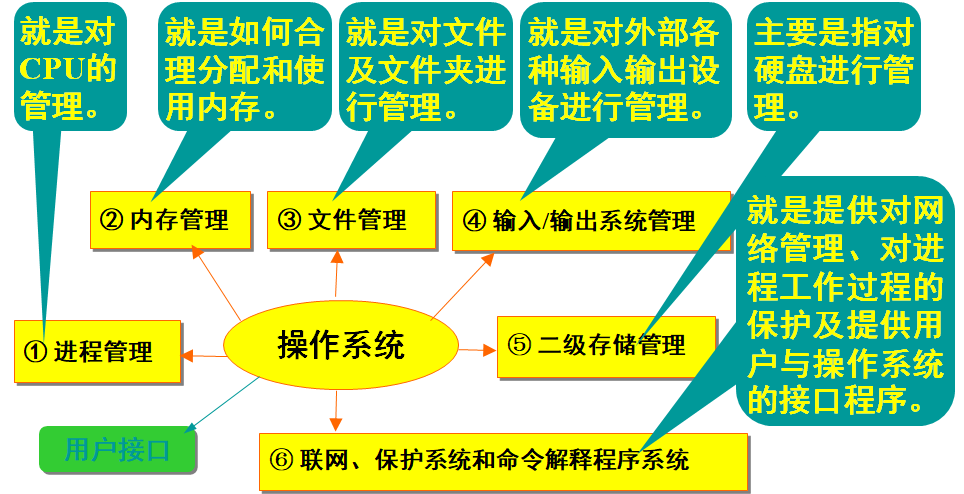 就是对
CPU的
管理。
就是如何合
理分配和使
用内存。
就是对文件
及文件夹进
行管理。
就是对外部各
种输入输出设
备进行管理。
主要是指对
硬盘进行管
理。
② 内存管理
③ 文件管理
④ 输入/输出系统管理
就是提供对网
络管理、对进
程工作过程的
保护及提供用
户与操作系统
的接口程序。
① 进程管理
操作系统
⑤ 二级存储管理
用户接口
⑥ 联网、保护系统和命令解释程序系统